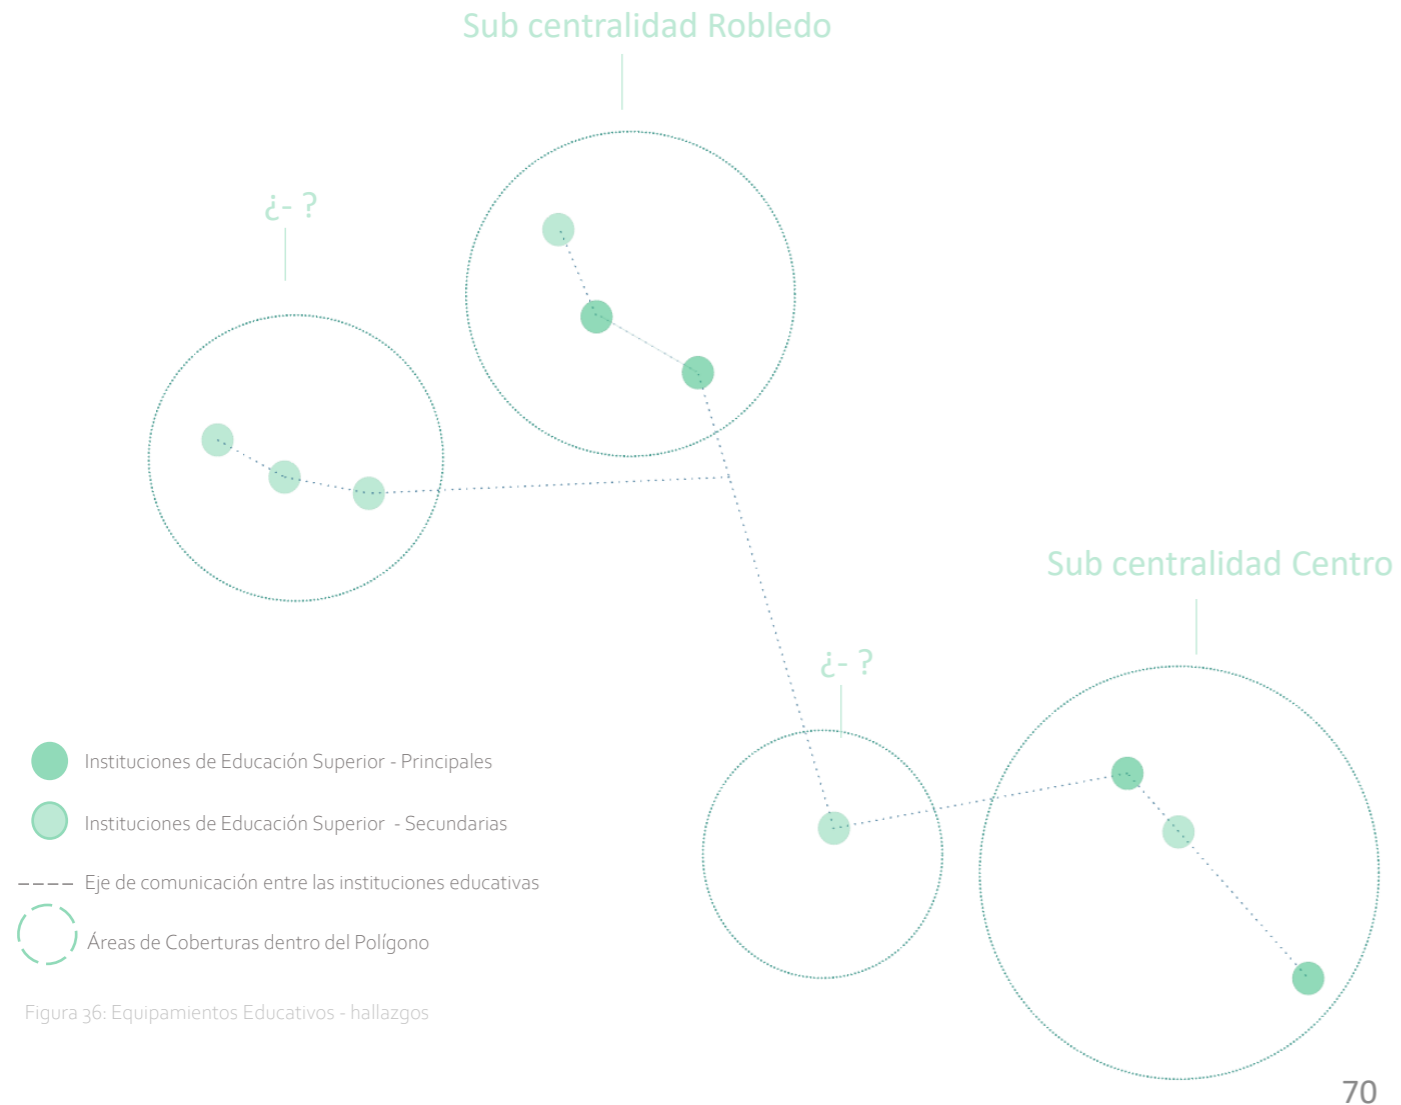 Sub centralidad Robledo
¿- ?
Sub centralidad Centro
¿- ?
Instituciones de Educación Superior - Principales
Instituciones de Educación Superior - Secundarias
Eje de comunicación entre las instituciones educativas
Áreas de Coberturas dentro del Polígono
Figura 36: Equipamientos Educativos - hallazgos
70